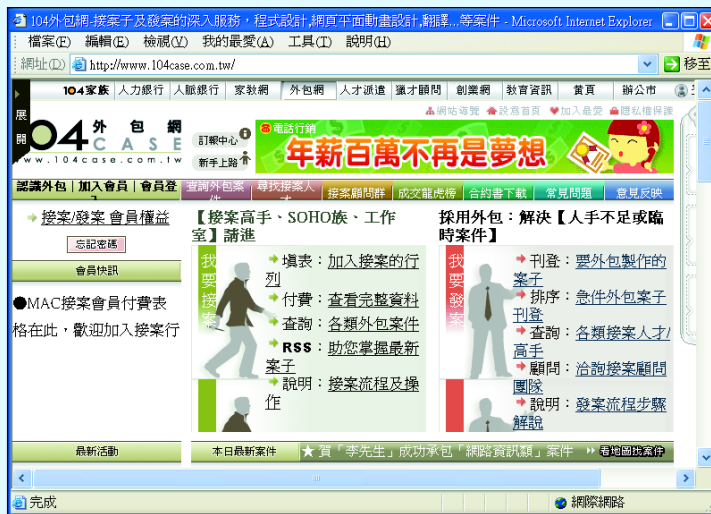 104外包網-接案子及發案的深入服務，程式設計,網頁平面動畫設計,翻譯,..等案件 - Microsoft Internet Explorer
檔案(F) 編輯(E) 檢視(V) 我的最愛(A) 工具(T) 說明(H)
網址(D) http://www.104case.com.tw/ 移至
104家族 人力銀行 人脈銀行 家教網 外包網 人才派遣 獵才顧問 創業網 教育資訊 黃頁 辦公市
網站導覽 設為首頁 加入最愛 隱私權保護
展開
104 外包網 CASE
www.104case.com.tw
訂報中心
新手上路
電話行銷
年新百萬不再是夢想
認識外包 | 加入會員 | 會員登入
查詢外包案件 尋找接案人才 接案顧問群 成交龍虎榜 合約書下載 常見問題 意見反映
接案/發案 會員權益
忘記密碼
會員快訊
●MAC接案會員付費表
格在此，歡迎加入接案行
【接案高手、SOHO族、工作
室】請進
我要接案
填表：加入接案的行
列
付費：查看完整資料
查詢：各類外包案件
RSS：助您掌握最新
案子
說明：接案流程及操
作
採用外包：解決【人手不足或臨
時案件】
我要發案
刊登：要外包製作的
案子
排序：急件外包案子
刊登
查詢：各類接案人才/
高手
顧問：洽詢接案顧問
團隊
說明：發案流程步驟
解說
最新活動
本日最新案件 ★賀「李先生」成功承包「網路資訊類」案件 看地圖找案件
完成 網際網路